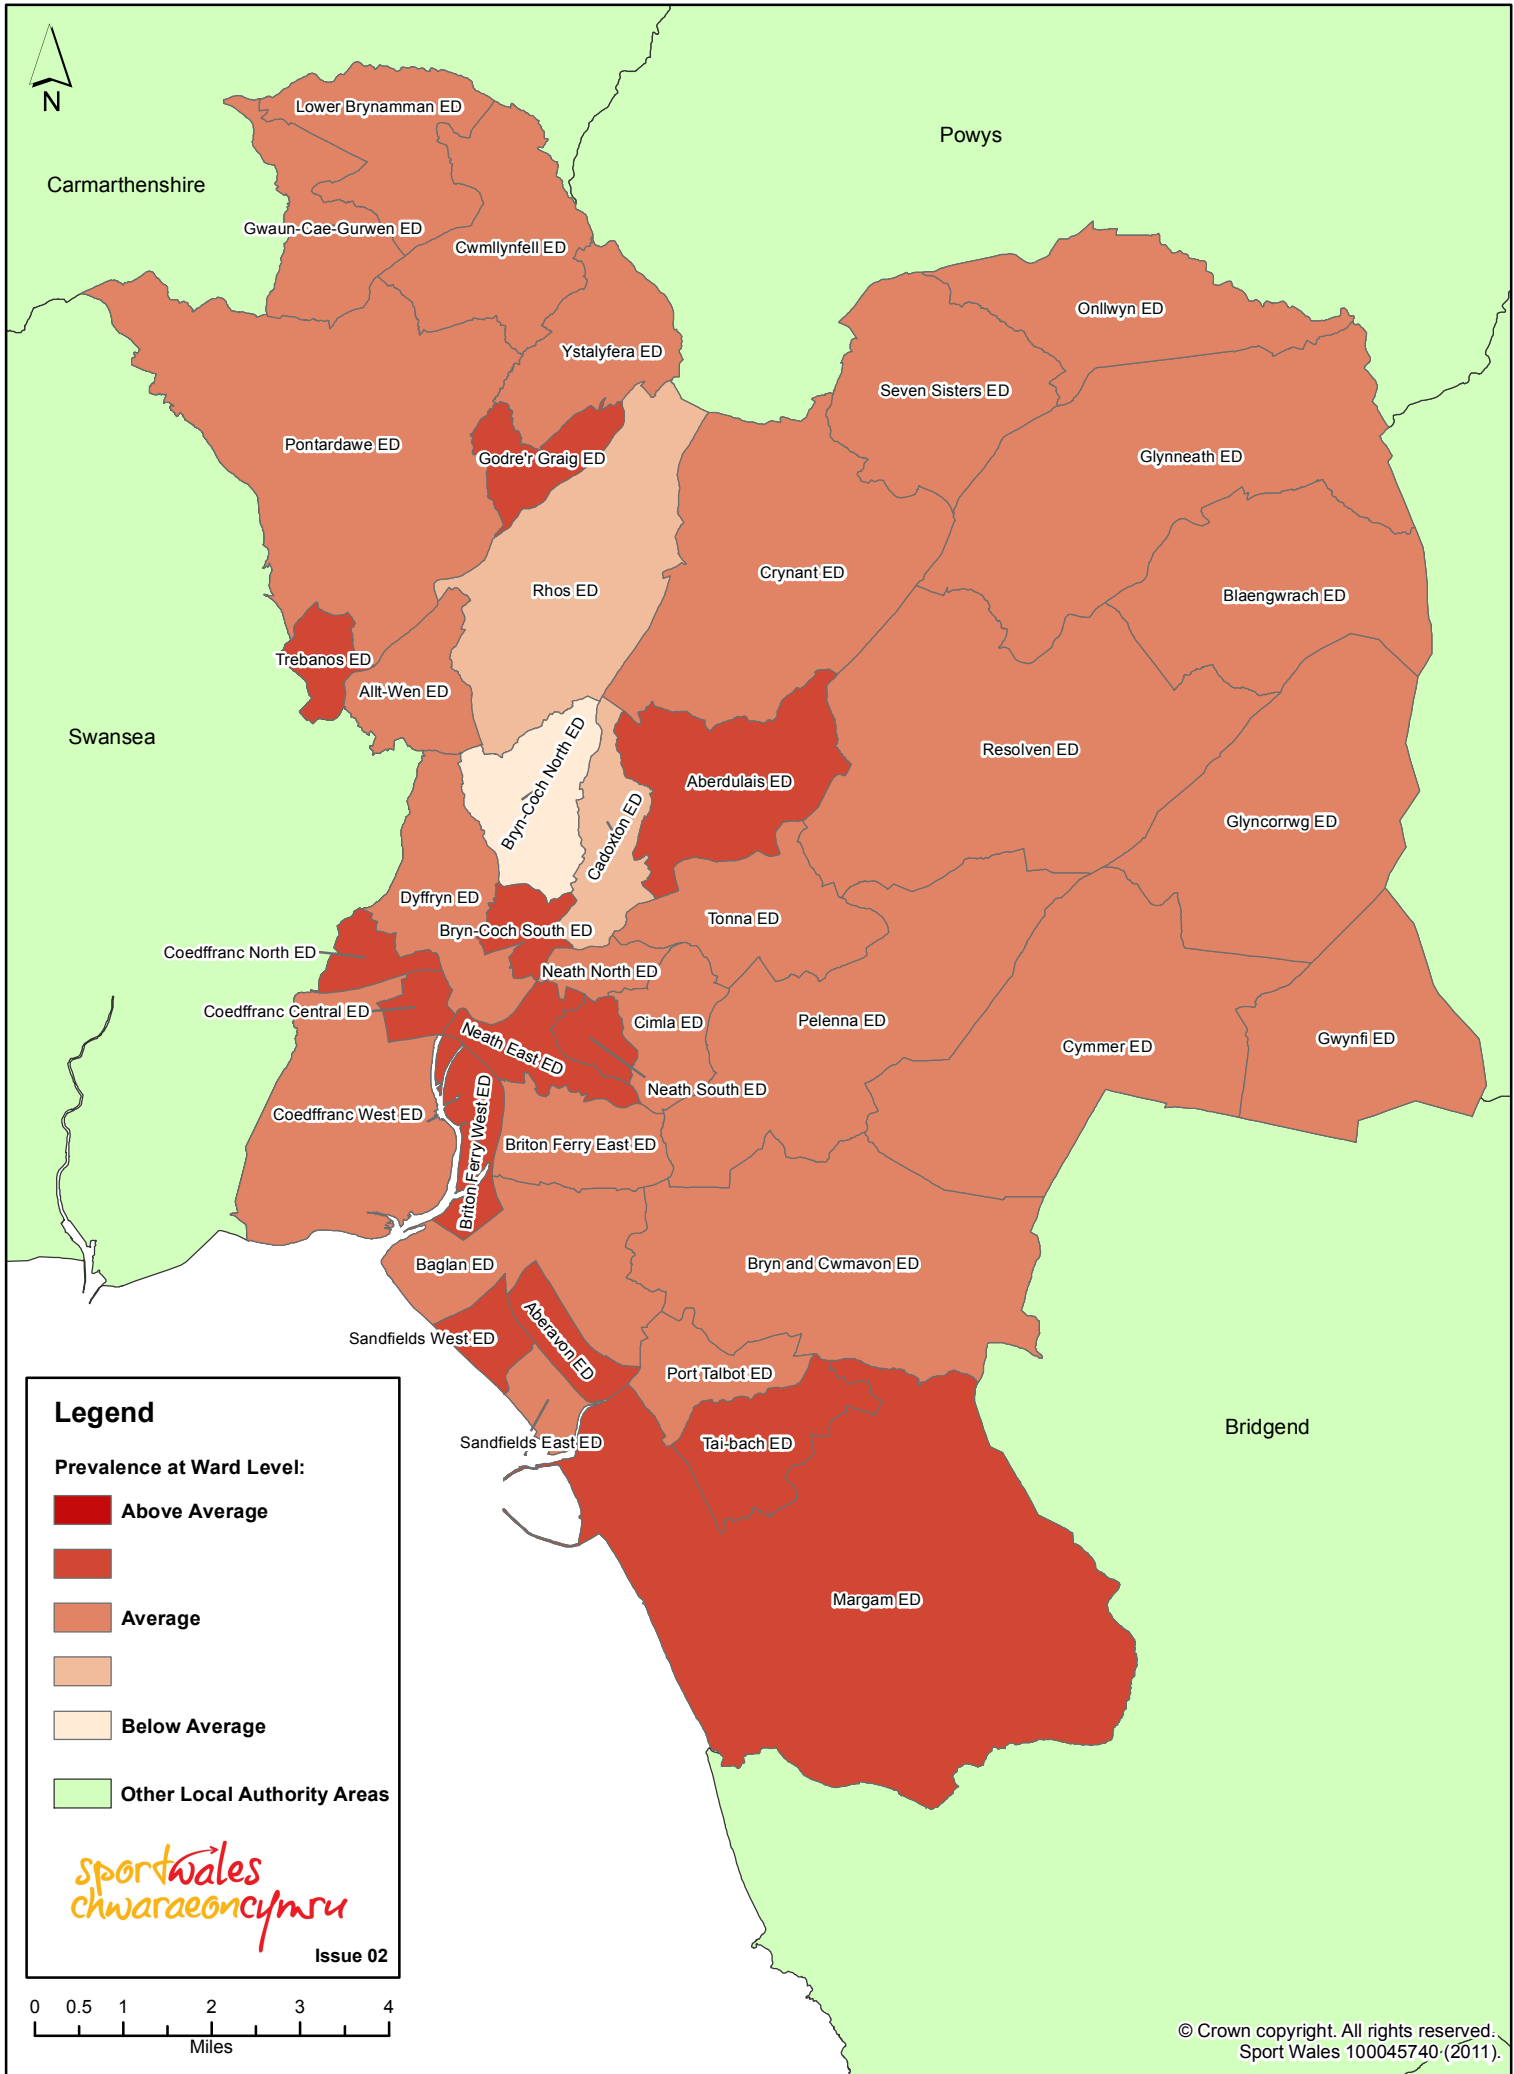 N
Carmarthenshire
Powys
Lower Brynamman ED
Gwaun-Cae-Gurwen ED
Cwmllynfell ED
Onllwyn ED
Ystalyfera ED
Seven Sisters ED
Pontardawe ED
Godre'r Graig ED
Glynneath ED
Rhos ED
Crynant ED
Blaengwrach ED
Trebanos ED
Allt-Wen ED
Swansea
Bryn-Coch North ED
Cadoxton ED
Aberdulais ED
Resolven ED
Glyncorrwg ED
Dyffryn ED
Bryn-Coch South ED
Tonna ED
Coedffranc North ED
Neath North ED
Coedffranc Central ED
Neath East ED
Cimla ED
Pelenna ED
Cymmer ED
Gwynfi ED
Neath South ED
Coedffranc West ED
Briton Ferry West ED
Briton Ferry East ED
Baglan ED
Bryn and Cwmavon ED
Sandfields West ED
Aberavon ED
Port Talbot ED
Sandfields East ED
Tai-bach ED
Bridgend
Margam ED
Legend
Prevalence at Ward Level:
Above Average
Average
Below Average
Other Local Authority Areas
sportwales
chwaraeoncymru
Issue 02
0 0.5 1 2 3 4
Miles
© Crown copyright. All rights reserved.
Sport Wales 100045740 (2011).